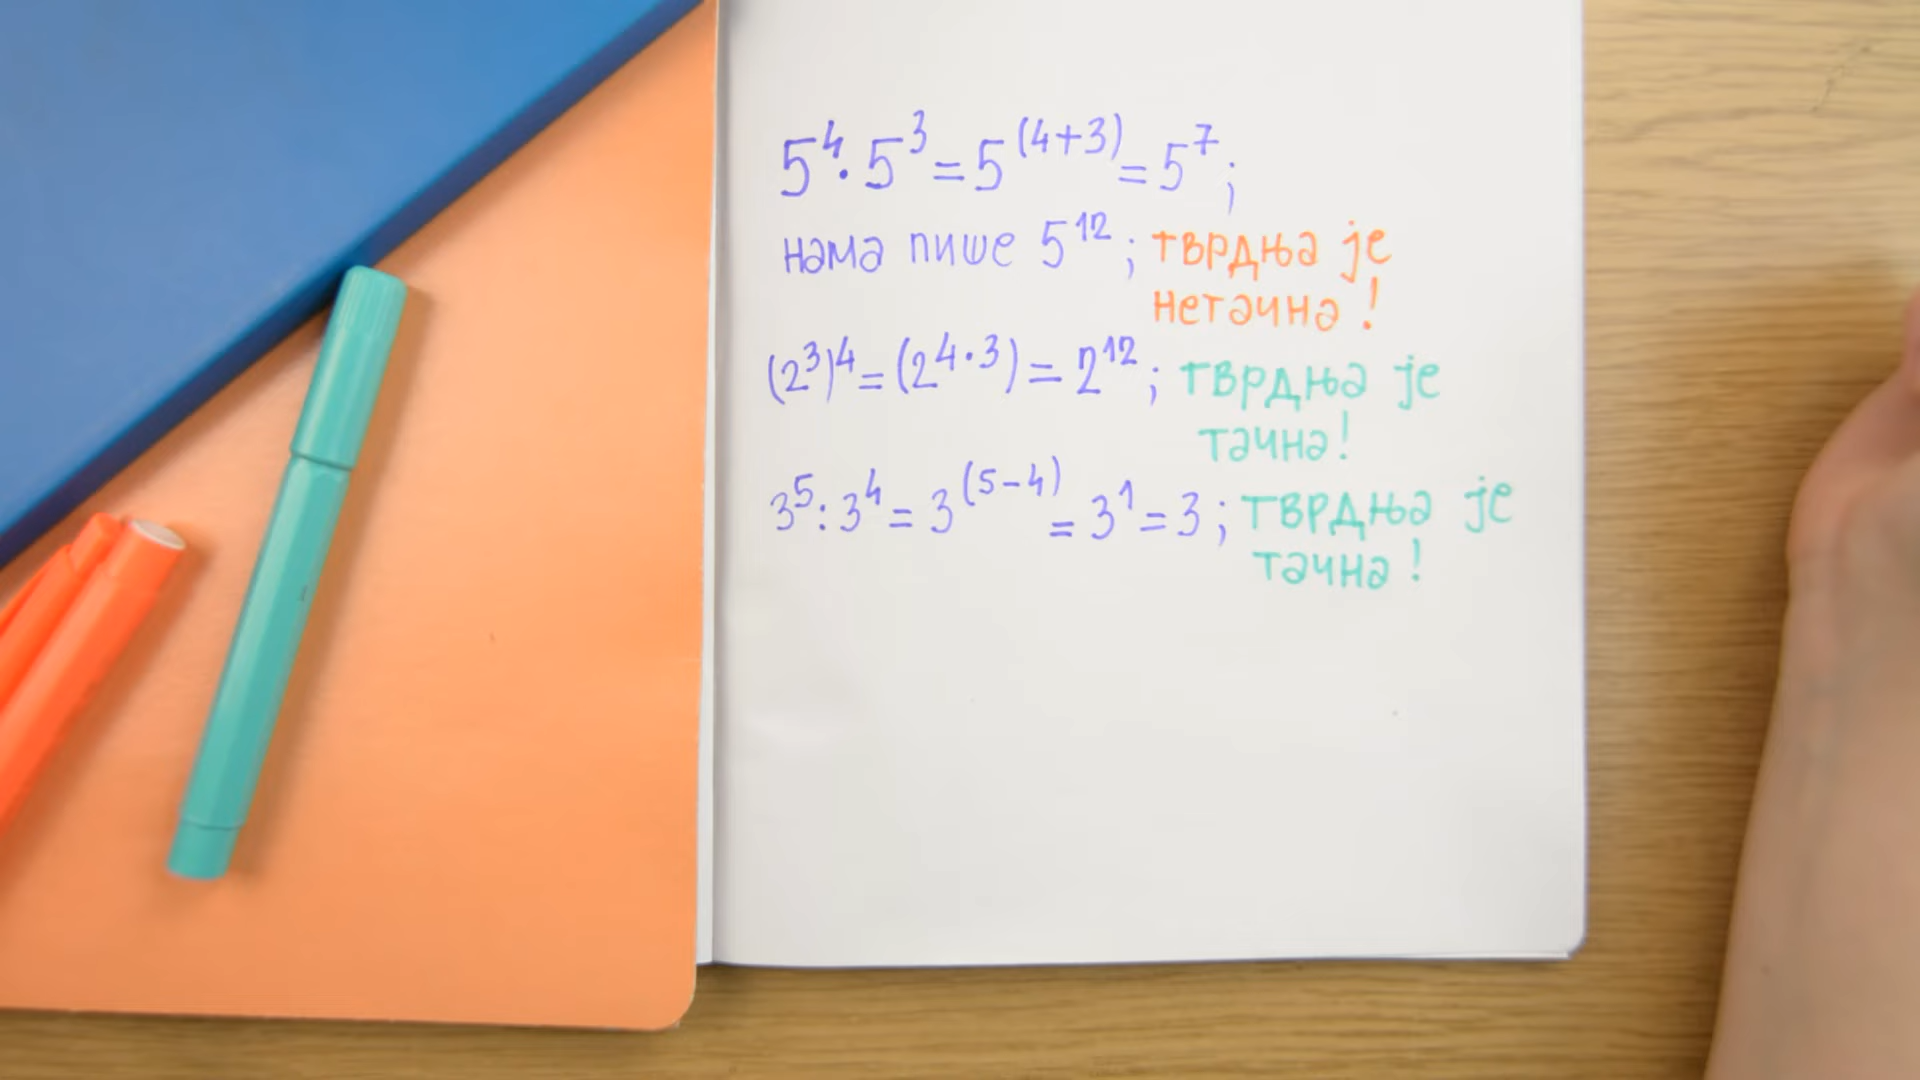 5⁴·5³=5⁽⁴⁺³⁾=5⁷;
нама пише 5¹²; тврдња је
нетачна!
(2³)⁴=(2⁴·³)=2¹²; тврдња је
тачна!
3⁵:3⁴=3⁽⁵⁻⁴⁾=3¹=3; тврдња је
тачна!